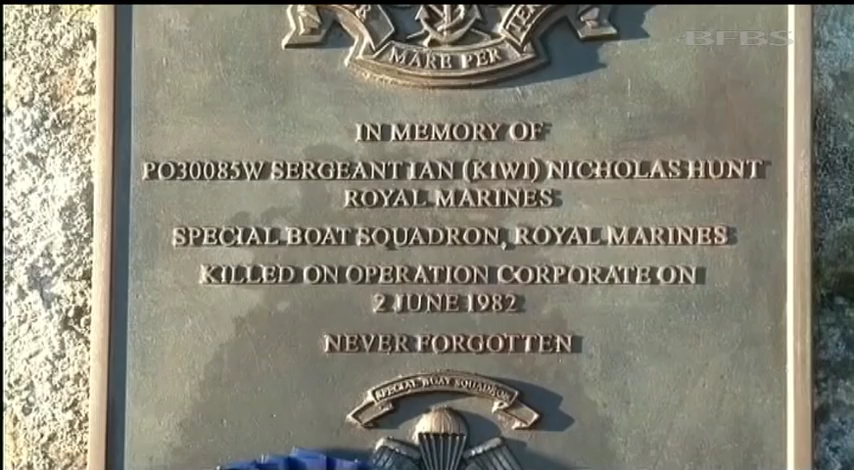 BFBS
MARE PER TER
IN MEMORY OF
PO30085W SERGEANT IAN (KIWI) NICHOLAS HUNT
ROYAL MARINES
SPECIAL BOAT SQUADRON, ROYAL MARINES
KILLED ON OPERATION CORPORATE ON
2 JUNE 1982
NEVER FORGOTTEN
SPECIAL BOAT SQUADRON